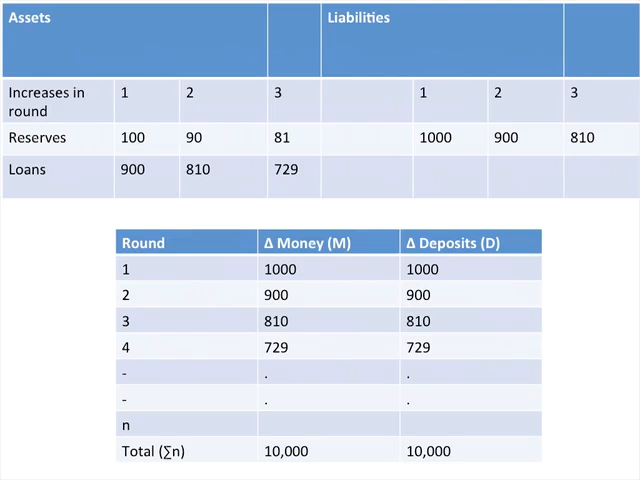 Assets Liabilities
Increases in round 1 2 3 1 2 3
Reserves 100 90 81 1000 900 810
Loans 900 810 729
Round Δ Money (M) Δ Deposits (D)
1 1000 1000
2 900 900
3 810 810
4 729 729
- . .
- . .
n
Total (∑n) 10,000 10,000